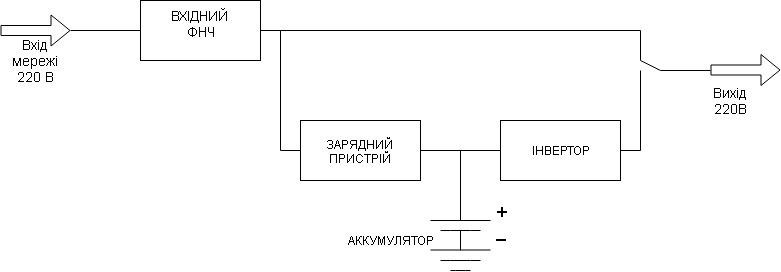 ВХІДНИЙ
ФНЧ
Вхід
мережі
220 В
Вихід
220В
ЗАРЯДНИЙ
ПРИСТРІЙ
ІНВЕРТОР
+
АККУМУЛЯТОР
–